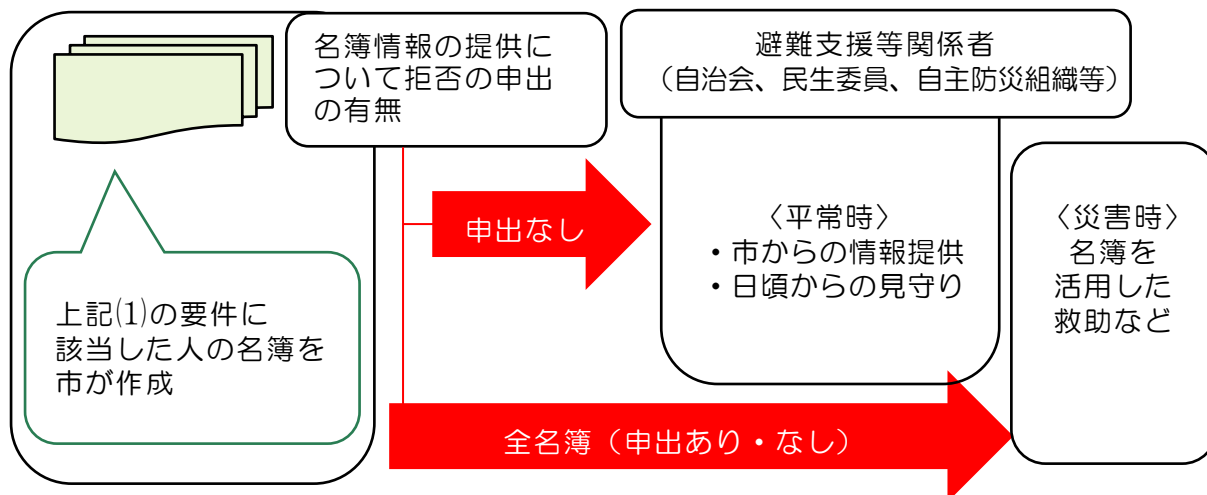 名簿情報の提供に
ついて拒否の申出
の有無
避難支援等関係者
（自治会、民生委員、自主防災組織等）
上記⑴の要件に
該当した人の名簿を
市が作成
申出なし
〈平常時〉
・市からの情報提供
・日頃からの見守り
〈災害時〉
名簿を
活用した
救助など
全名簿（申出あり・なし）